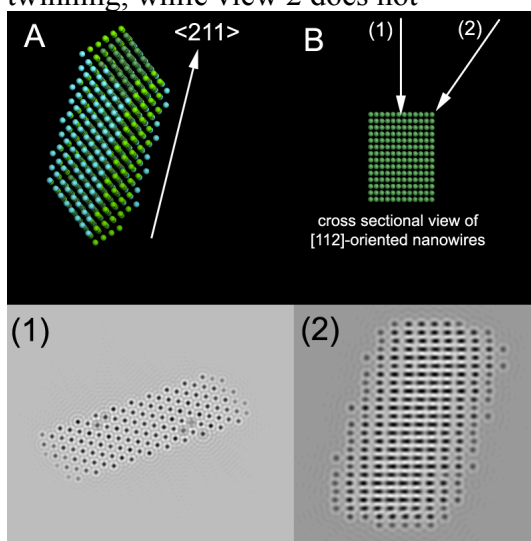 twinning, while view 2 does not
A
<211>
B
(1)
(2)
cross sectional view of
[112]-oriented nanowires
(1)
(2)